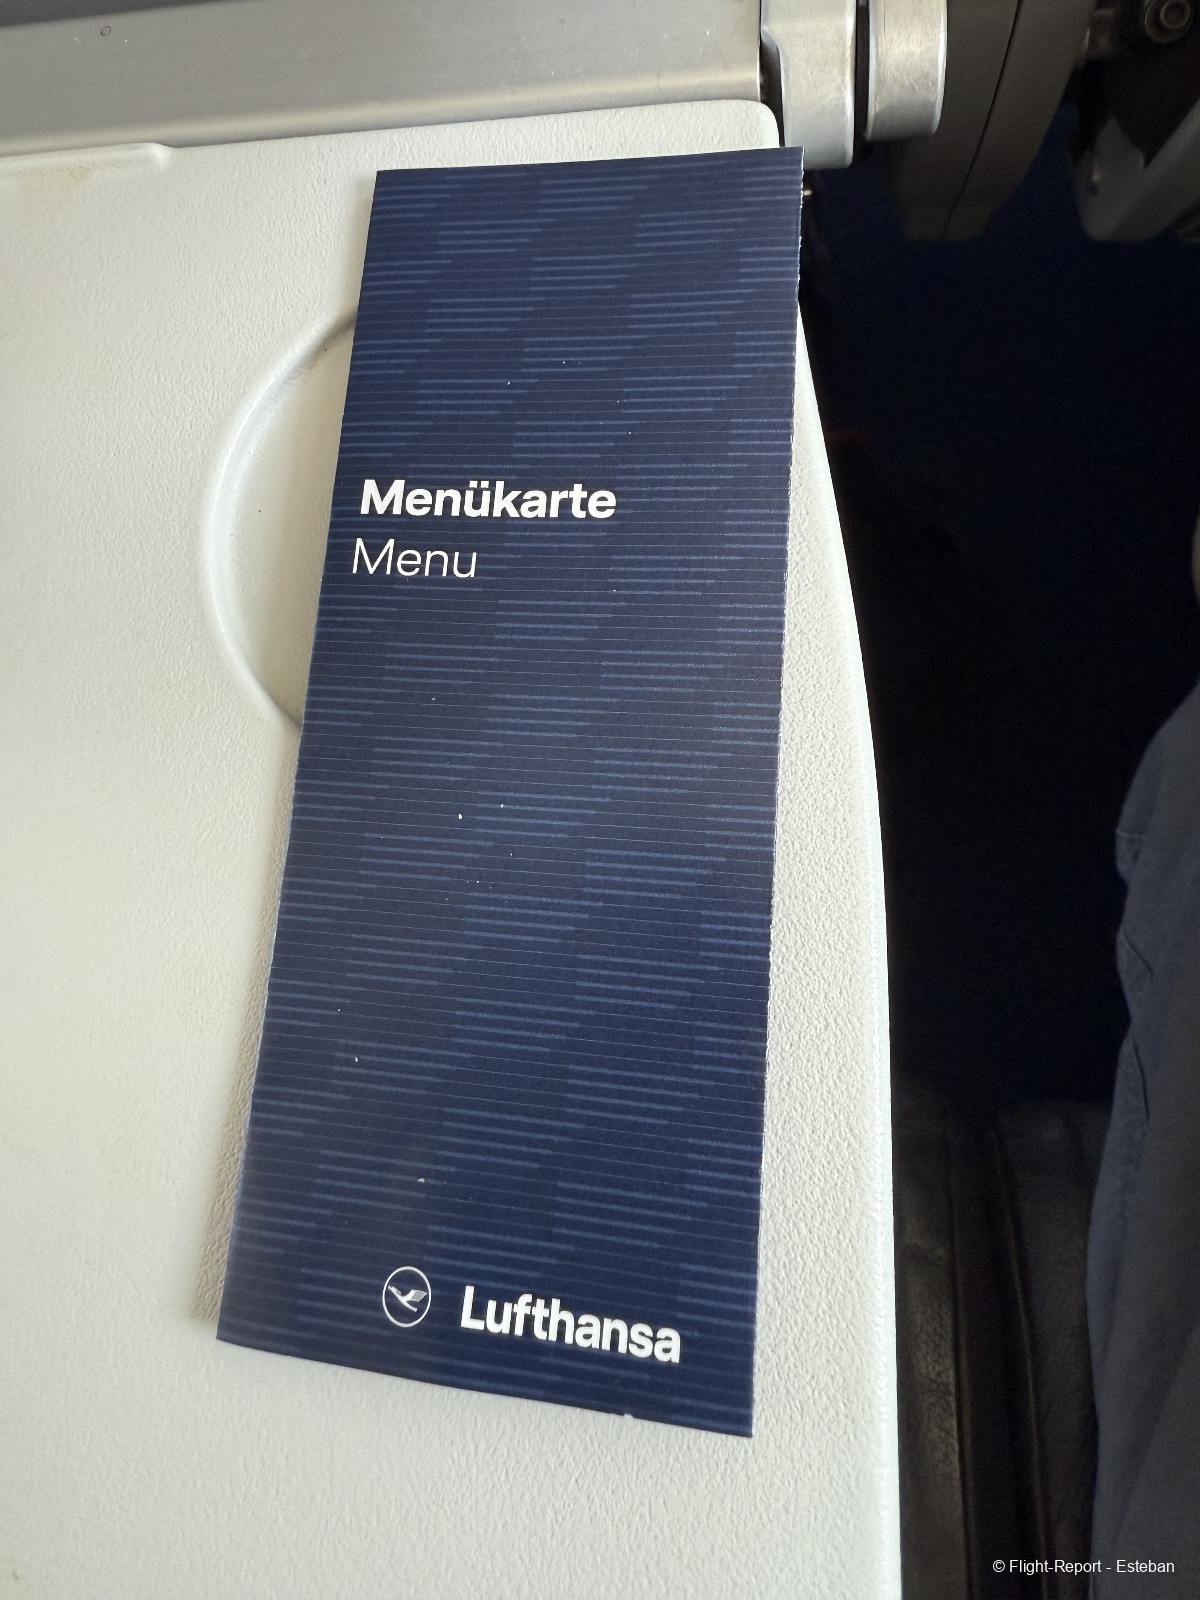 Menükarte
Menu
Lufthansa
© Flight-Report - Esteban